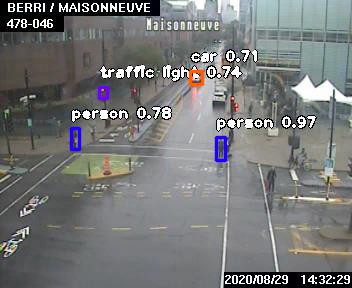 BERRI / MAISONNEUVE
478-046
Maisonneuve
car 0.71
traffic light 0.74
person 0.78
person 0.97
2020/08/29 14:32:29